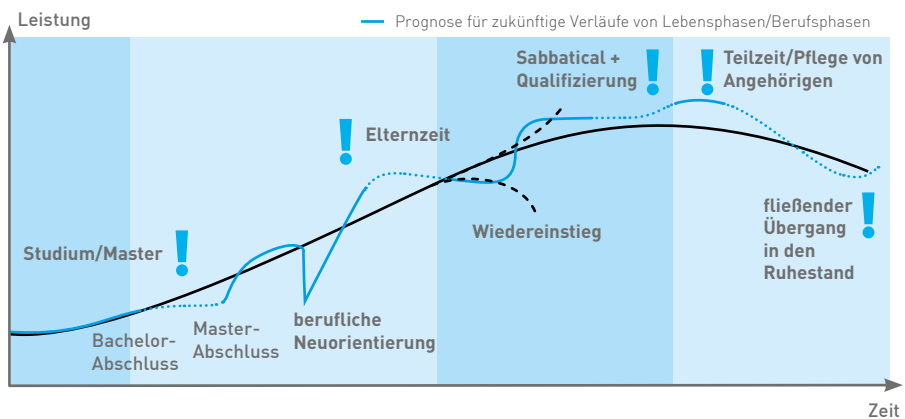 Leistung
Prognose für zukünftige Verläufe von Lebensphasen/Berufsphasen
Sabbatical +
Qualifizierung
!
!
Teilzeit/Pflege von
Angehörigen
!
Elternzeit
Studium/Master
!
Wiedereinstieg
fließender
Übergang
in den
Ruhestand
!
Bachelor-
Abschluss
Master-
Abschluss
berufliche
Neuorientierung
Zeit